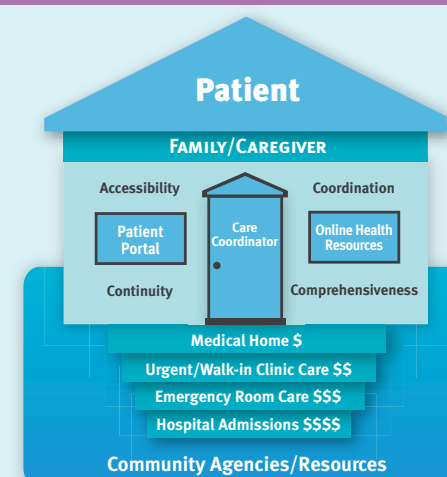 Patient
FAMILY/CAREGIVER
Accessibility
Coordination
Patient
Portal
Care
Coordinator
Online Health
Resources
Continuity
Comprehensiveness
Medical Home $
Urgent/Walk-in Clinic Care $$
Emergency Room Care $$$
Hospital Admissions $$$$
Community Agencies/Resources